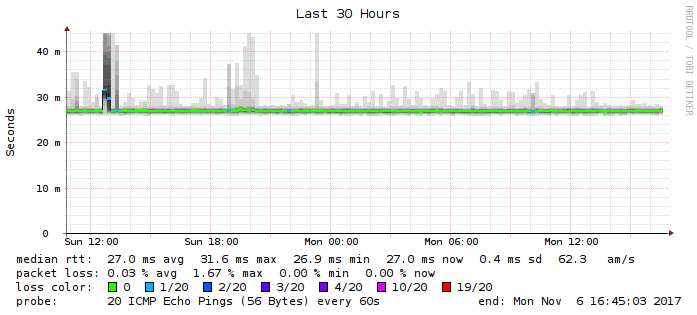 Last 30 Hours
RRDTOOL / TOBI OETIKER
Seconds
40 m
30 m
20 m
10 m
0
Sun 12:00 Sun 18:00 Mon 00:00 Mon 06:00 Mon 12:00
median rtt: 27.0 ms avg 31.6 ms max 26.9 ms min 27.0 ms now 0.4 ms sd 62.3 am/s
packet loss: 0.03 % avg 1.67 % max 0.00 % min 0.00 % now
loss color: 0 1/20 2/20 3/20 4/20 10/20 19/20
probe: 20 ICMP Echo Pings (56 Bytes) every 60s end: Mon Nov 6 16:45:03 2017